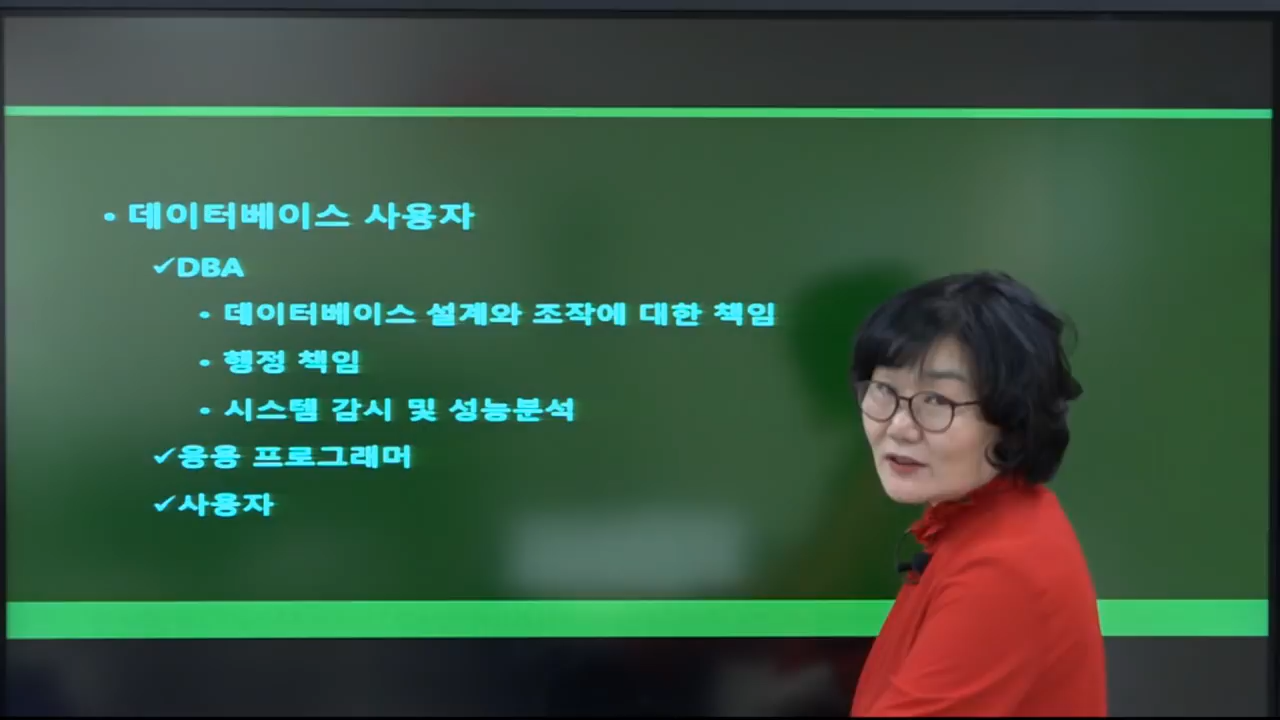 • 데이터베이스 사용자
✓DBA
• 데이터베이스 설계와 조작에 대한 책임
• 행정 책임
• 시스템 감시 및 성능분석
✓응용 프로그래머
✓사용자